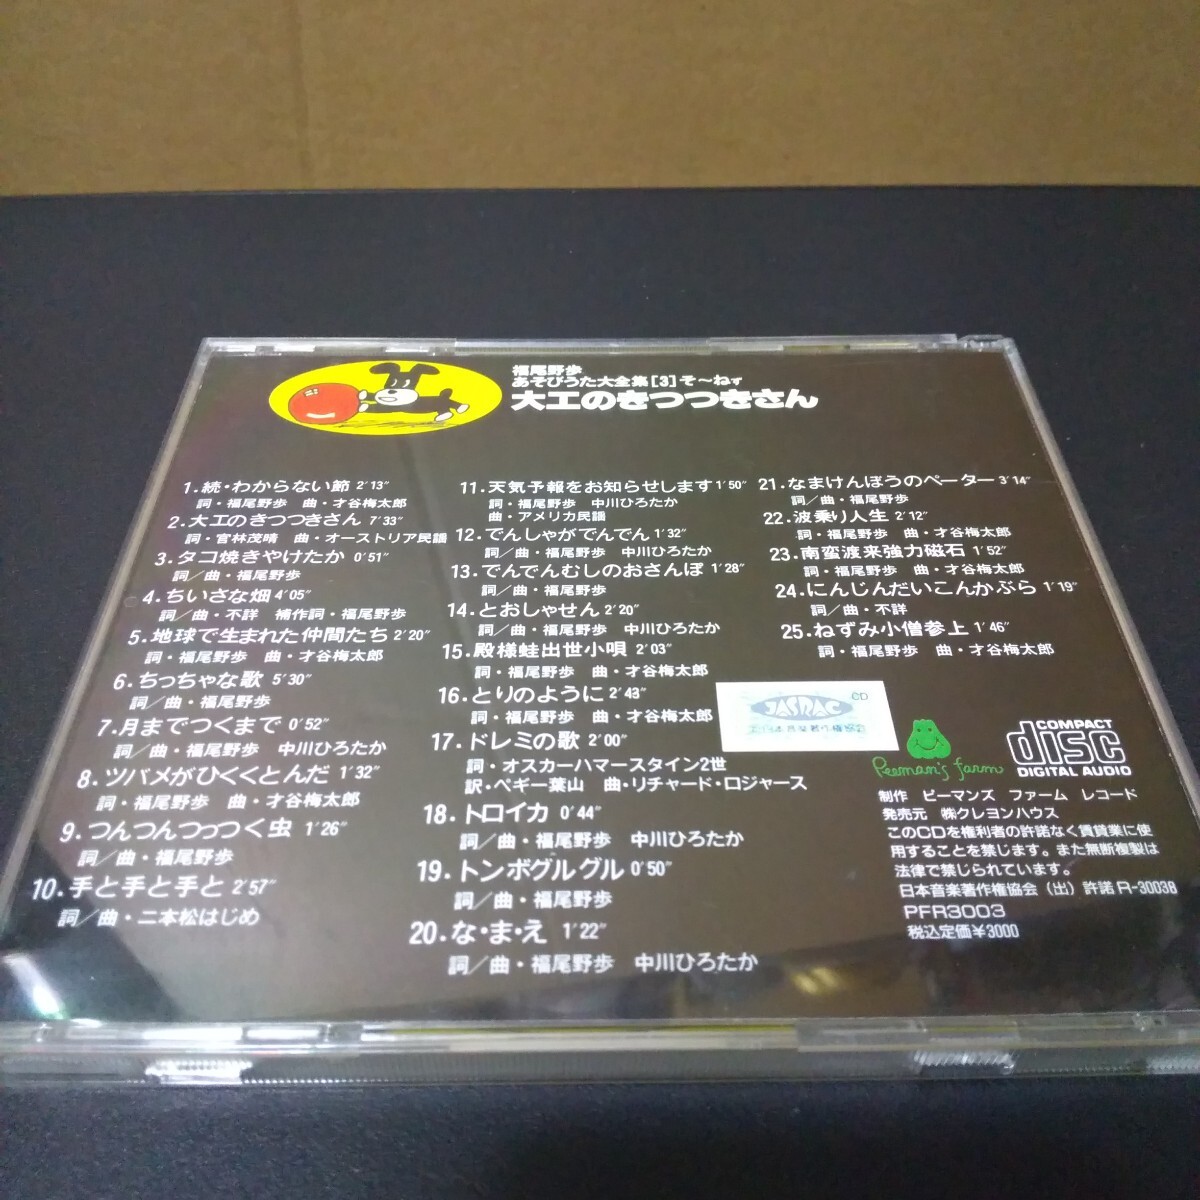 福尾野歩
あそびうた大全集[3]そ〜ねぇ
大工のきつつきさん
1.続・わからない節 2'13"
詞・福尾野歩 曲・才谷梅太郎
2.大工のきつつきさん 7'33"
詞・官林茂晴 曲・オーストリア民謡
3.タコ焼きやけたか 0'51"
詞/曲・福尾野歩
4.ちいさな畑 4'05"
詞/曲・不詳 補作詞・福尾野歩
5.地球で生まれた仲間たち 2'20"
詞・福尾野歩 曲・才谷梅太郎
6.ちっちゃな歌 5'30"
詞/曲・福尾野歩
7.月までつくまで 0'52"
詞/曲・福尾野歩 中川ひろたか
8.ツバメがひくくとんだ 1'32"
詞・福尾野歩 曲・才谷梅太郎
9.つんつんつっつく虫 1'26"
詞/曲・福尾野歩
10.手と手と手と 2'57"
詞/曲・二本松はじめ
11.天気予報をお知らせします 1'50"
詞・福尾野歩 中川ひろたか
曲・アメリカ民謡
12.でんしゃがでんでん 1'32"
詞/曲・福尾野歩 中川ひろたか
13.でんでんむしのおさんぽ 1'28"
詞/曲・福尾野歩
14.とおしゃせん 2'20"
詞/曲・福尾野歩 中川ひろたか
15.殿様蛙出世小唄 2'03"
詞・福尾野歩 曲・才谷梅太郎
16.とりのように 2'43"
詞・福尾野歩 曲・才谷梅太郎
17.ドレミの歌 2'00"
詞・オスカーハマースタイン2世
訳・ペギー葉山 曲・リチャード・ロジャース
18.トロイカ 0'44"
詞/曲・福尾野歩 中川ひろたか
19.トンボグルグル 0'50"
詞/曲・福尾野歩
20.な・ま・え 1'22"
詞/曲・福尾野歩 中川ひろたか
21.なまけんぼうのペーター 3'14"
詞/曲・福尾野歩
22.波乗り人生 2'12"
詞・福尾野歩 曲・才谷梅太郎
23.南蛮渡来強力磁石 1'52"
詞・福尾野歩 曲・才谷梅太郎
24.にんじんだいこんかぶら 1'19"
詞/曲・不詳
25.ねずみ小僧参上 1'46"
詞・福尾野歩 曲・才谷梅太郎
JASRAC
CD
Peeman's farm
COMPACT
disc
DIGITAL AUDIO
制作 ピーマンズ ファーム レコード
発売元 ㈱クレヨンハウス
このCDを権利者の許諾なく賃貸業に使
用することを禁じます。また無断複製は
法律で禁じられています。
日本音楽著作権協会(出)許諾 R-30038
PFR3003
税込定価¥3000